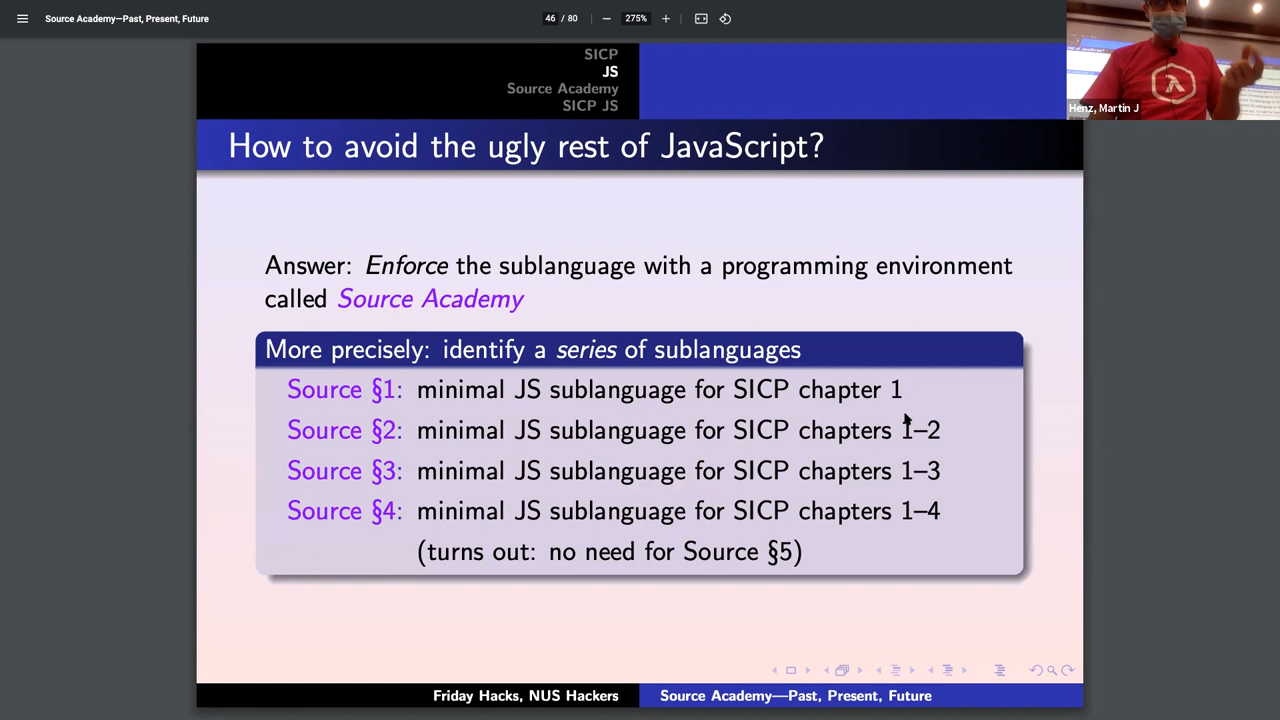 Source Academy—Past, Present, Future
46 / 80
275%
Henz, Martin J
SICP
JS
Source Academy
SICP JS
How to avoid the ugly rest of JavaScript?
Answer: Enforce the sublanguage with a programming environment
called Source Academy
More precisely: identify a series of sublanguages
Source §1: minimal JS sublanguage for SICP chapter 1
Source §2: minimal JS sublanguage for SICP chapters 1–2
Source §3: minimal JS sublanguage for SICP chapters 1–3
Source §4: minimal JS sublanguage for SICP chapters 1–4
(turns out: no need for Source §5)
Friday Hacks, NUS Hackers
Source Academy—Past, Present, Future